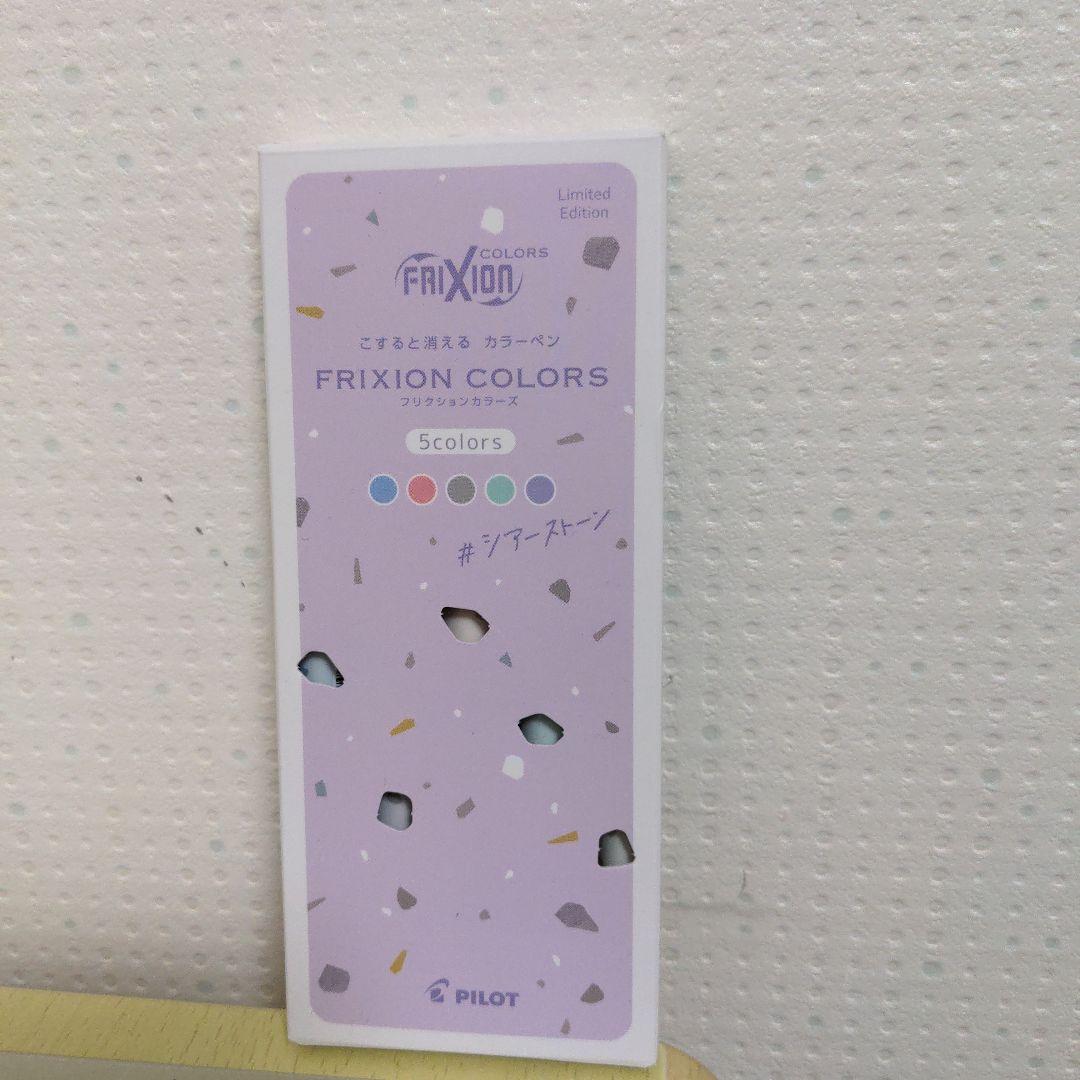 Limited
Edition
COLORS
FRIXION
こすると消える カラーペン
FRIXION COLORS
フリクションカラーズ
5colors
#シアーストーン
PILOT